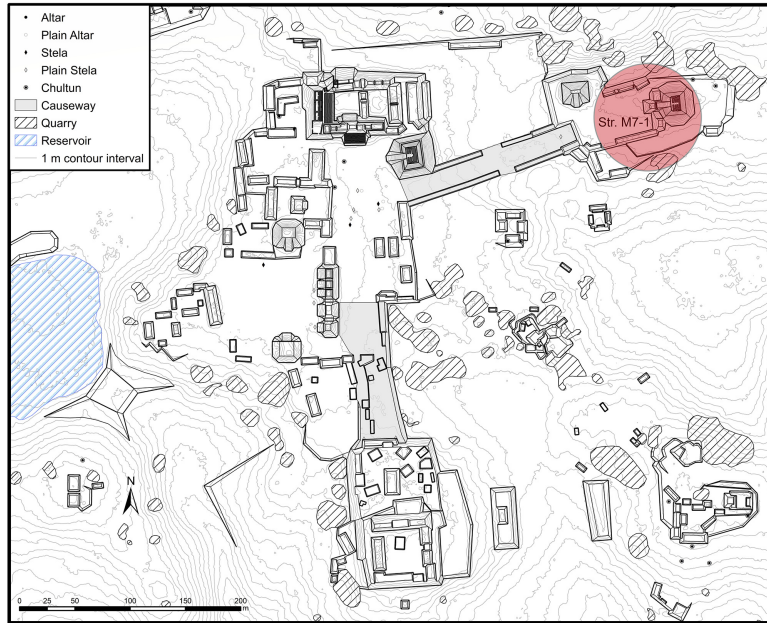 Altar
Plain Altar
Stela
Plain Stela
Chultun
Causeway
Quarry
Reservoir
1 m contour interval
Str. M7-1
N
0 25 50 100 150 200
m